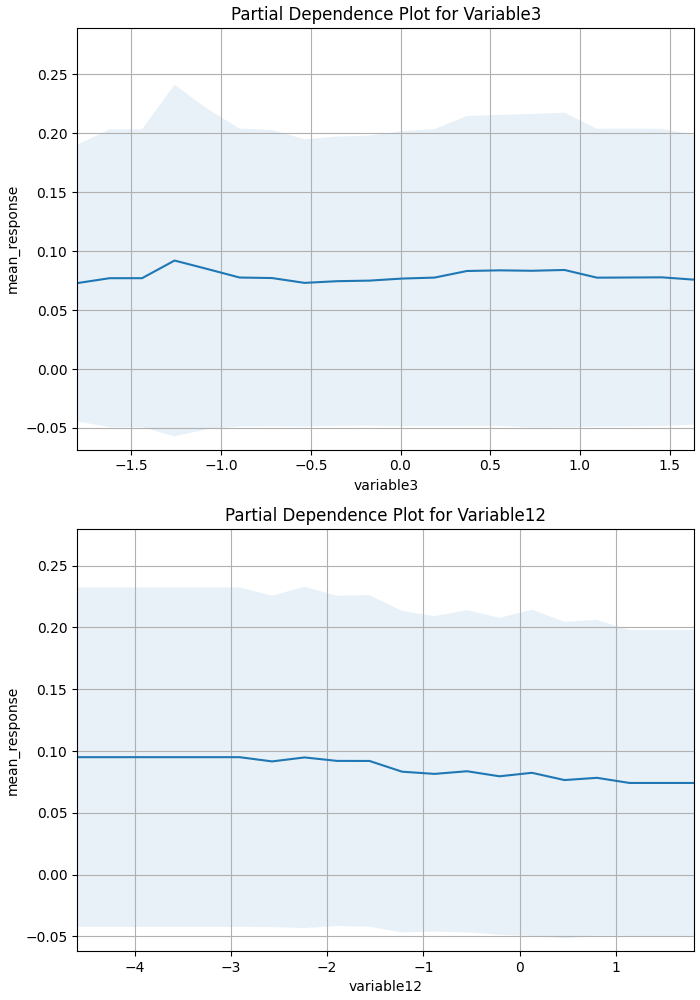 Partial Dependence Plot for Variable3
0.25
0.20
0.15
0.10
0.05
0.00
−0.05
mean_response
−1.5 −1.0 −0.5 0.0 0.5 1.0 1.5
variable3
Partial Dependence Plot for Variable12
0.25
0.20
0.15
0.10
0.05
0.00
−0.05
mean_response
−4 −3 −2 −1 0 1
variable12